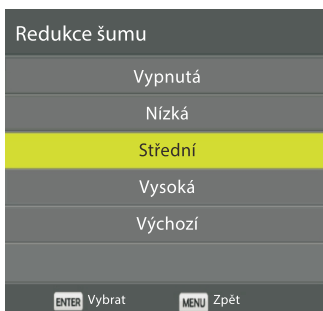 Redukce šumu
Vypnutá
Nízká
Střední
Vysoká
Výchozí
ENTER Vybrat MENU Zpět